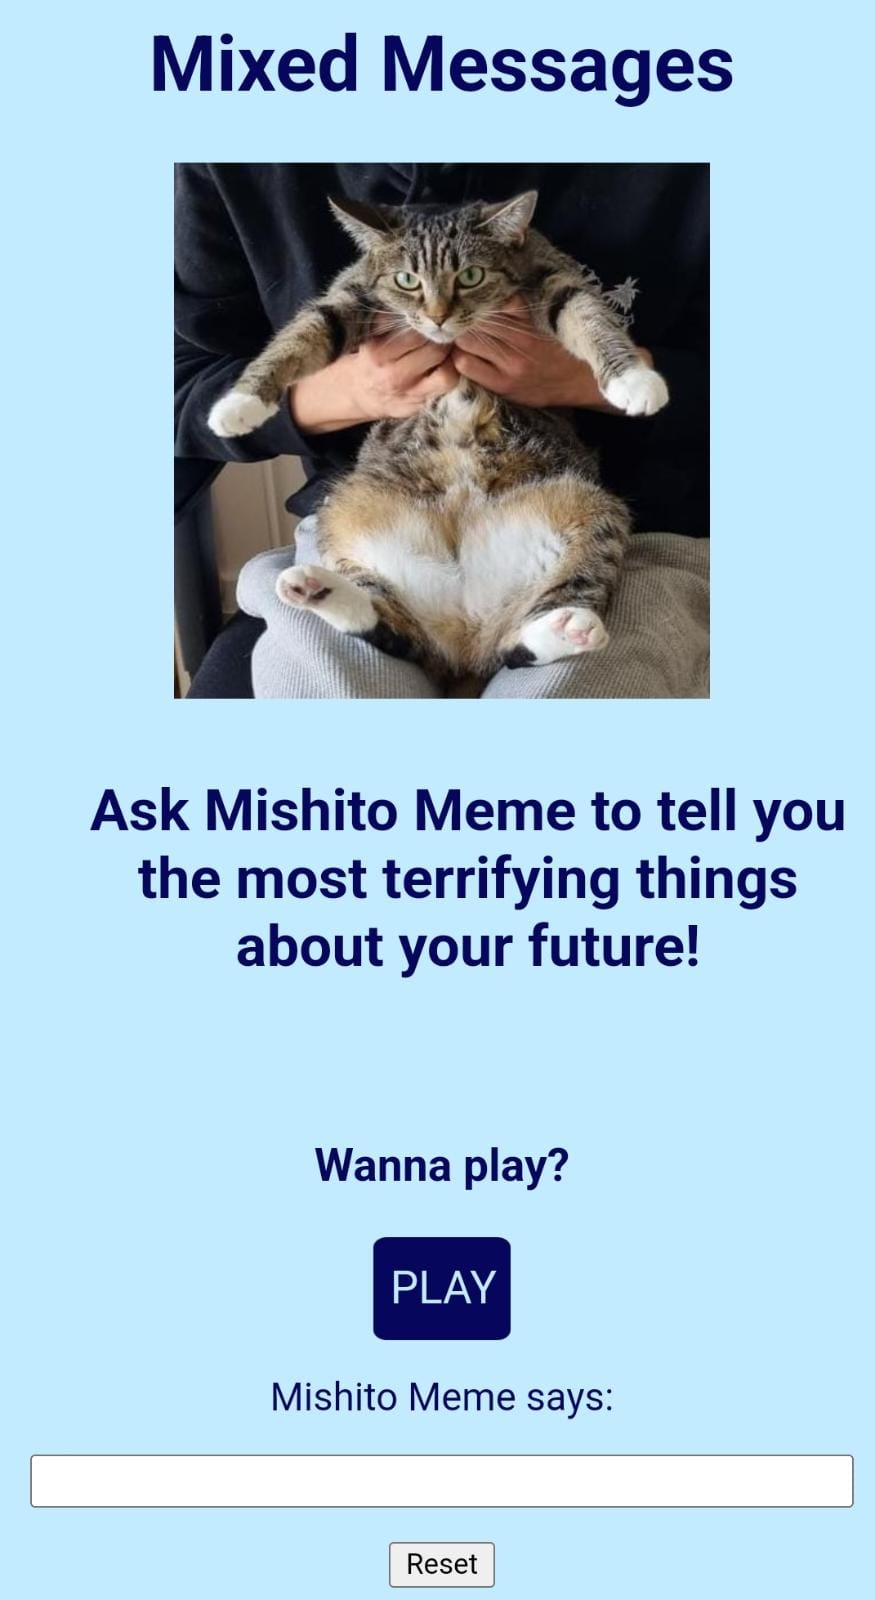 Mixed Messages
Ask Mishito Meme to tell you
the most terrifying things
about your future!
Wanna play?
PLAY
Mishito Meme says:
Reset